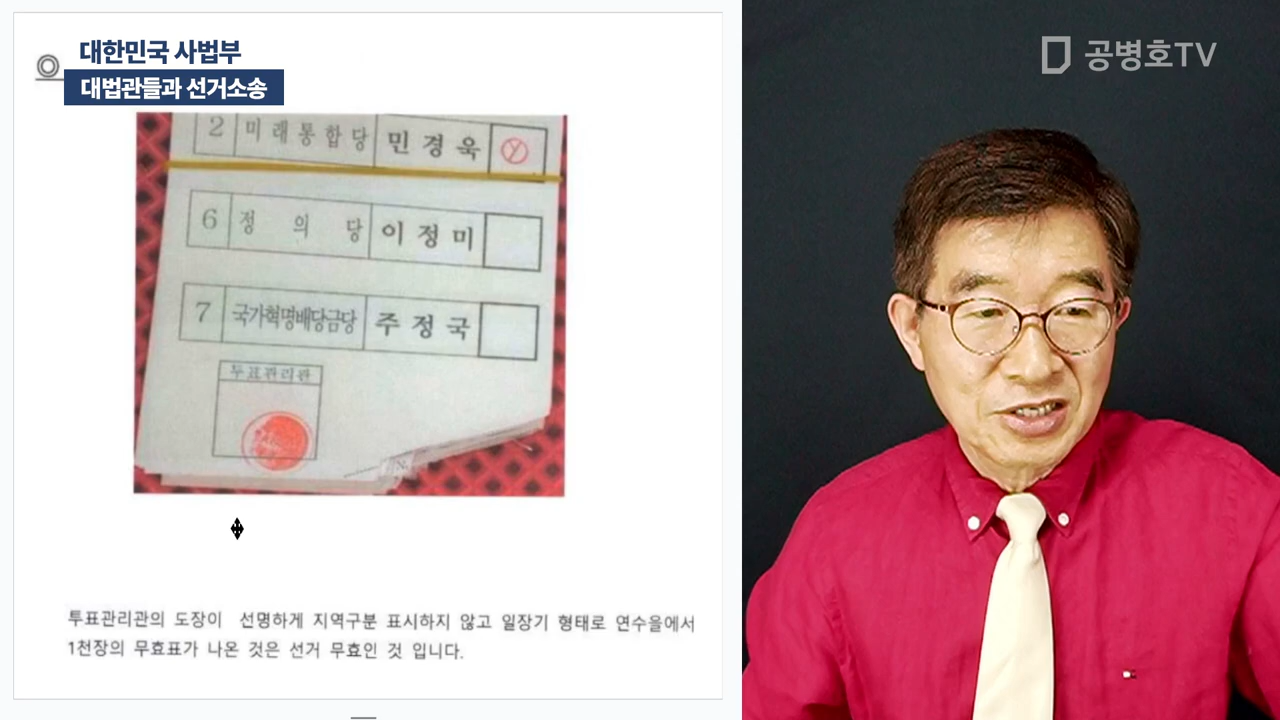 대한민국 사법부
대법관들과 선거소송
공병호TV
2 미래통합당 민경욱
6 정의당 이정미
7 국가혁명배당금당 주정국
투표관리관
투표관리관의 도장이 선명하게 지역구분 표시하지 않고 일장기 형태로 연수을에서
1천장의 무효표가 나온 것은 선거 무효인 것 입니다.